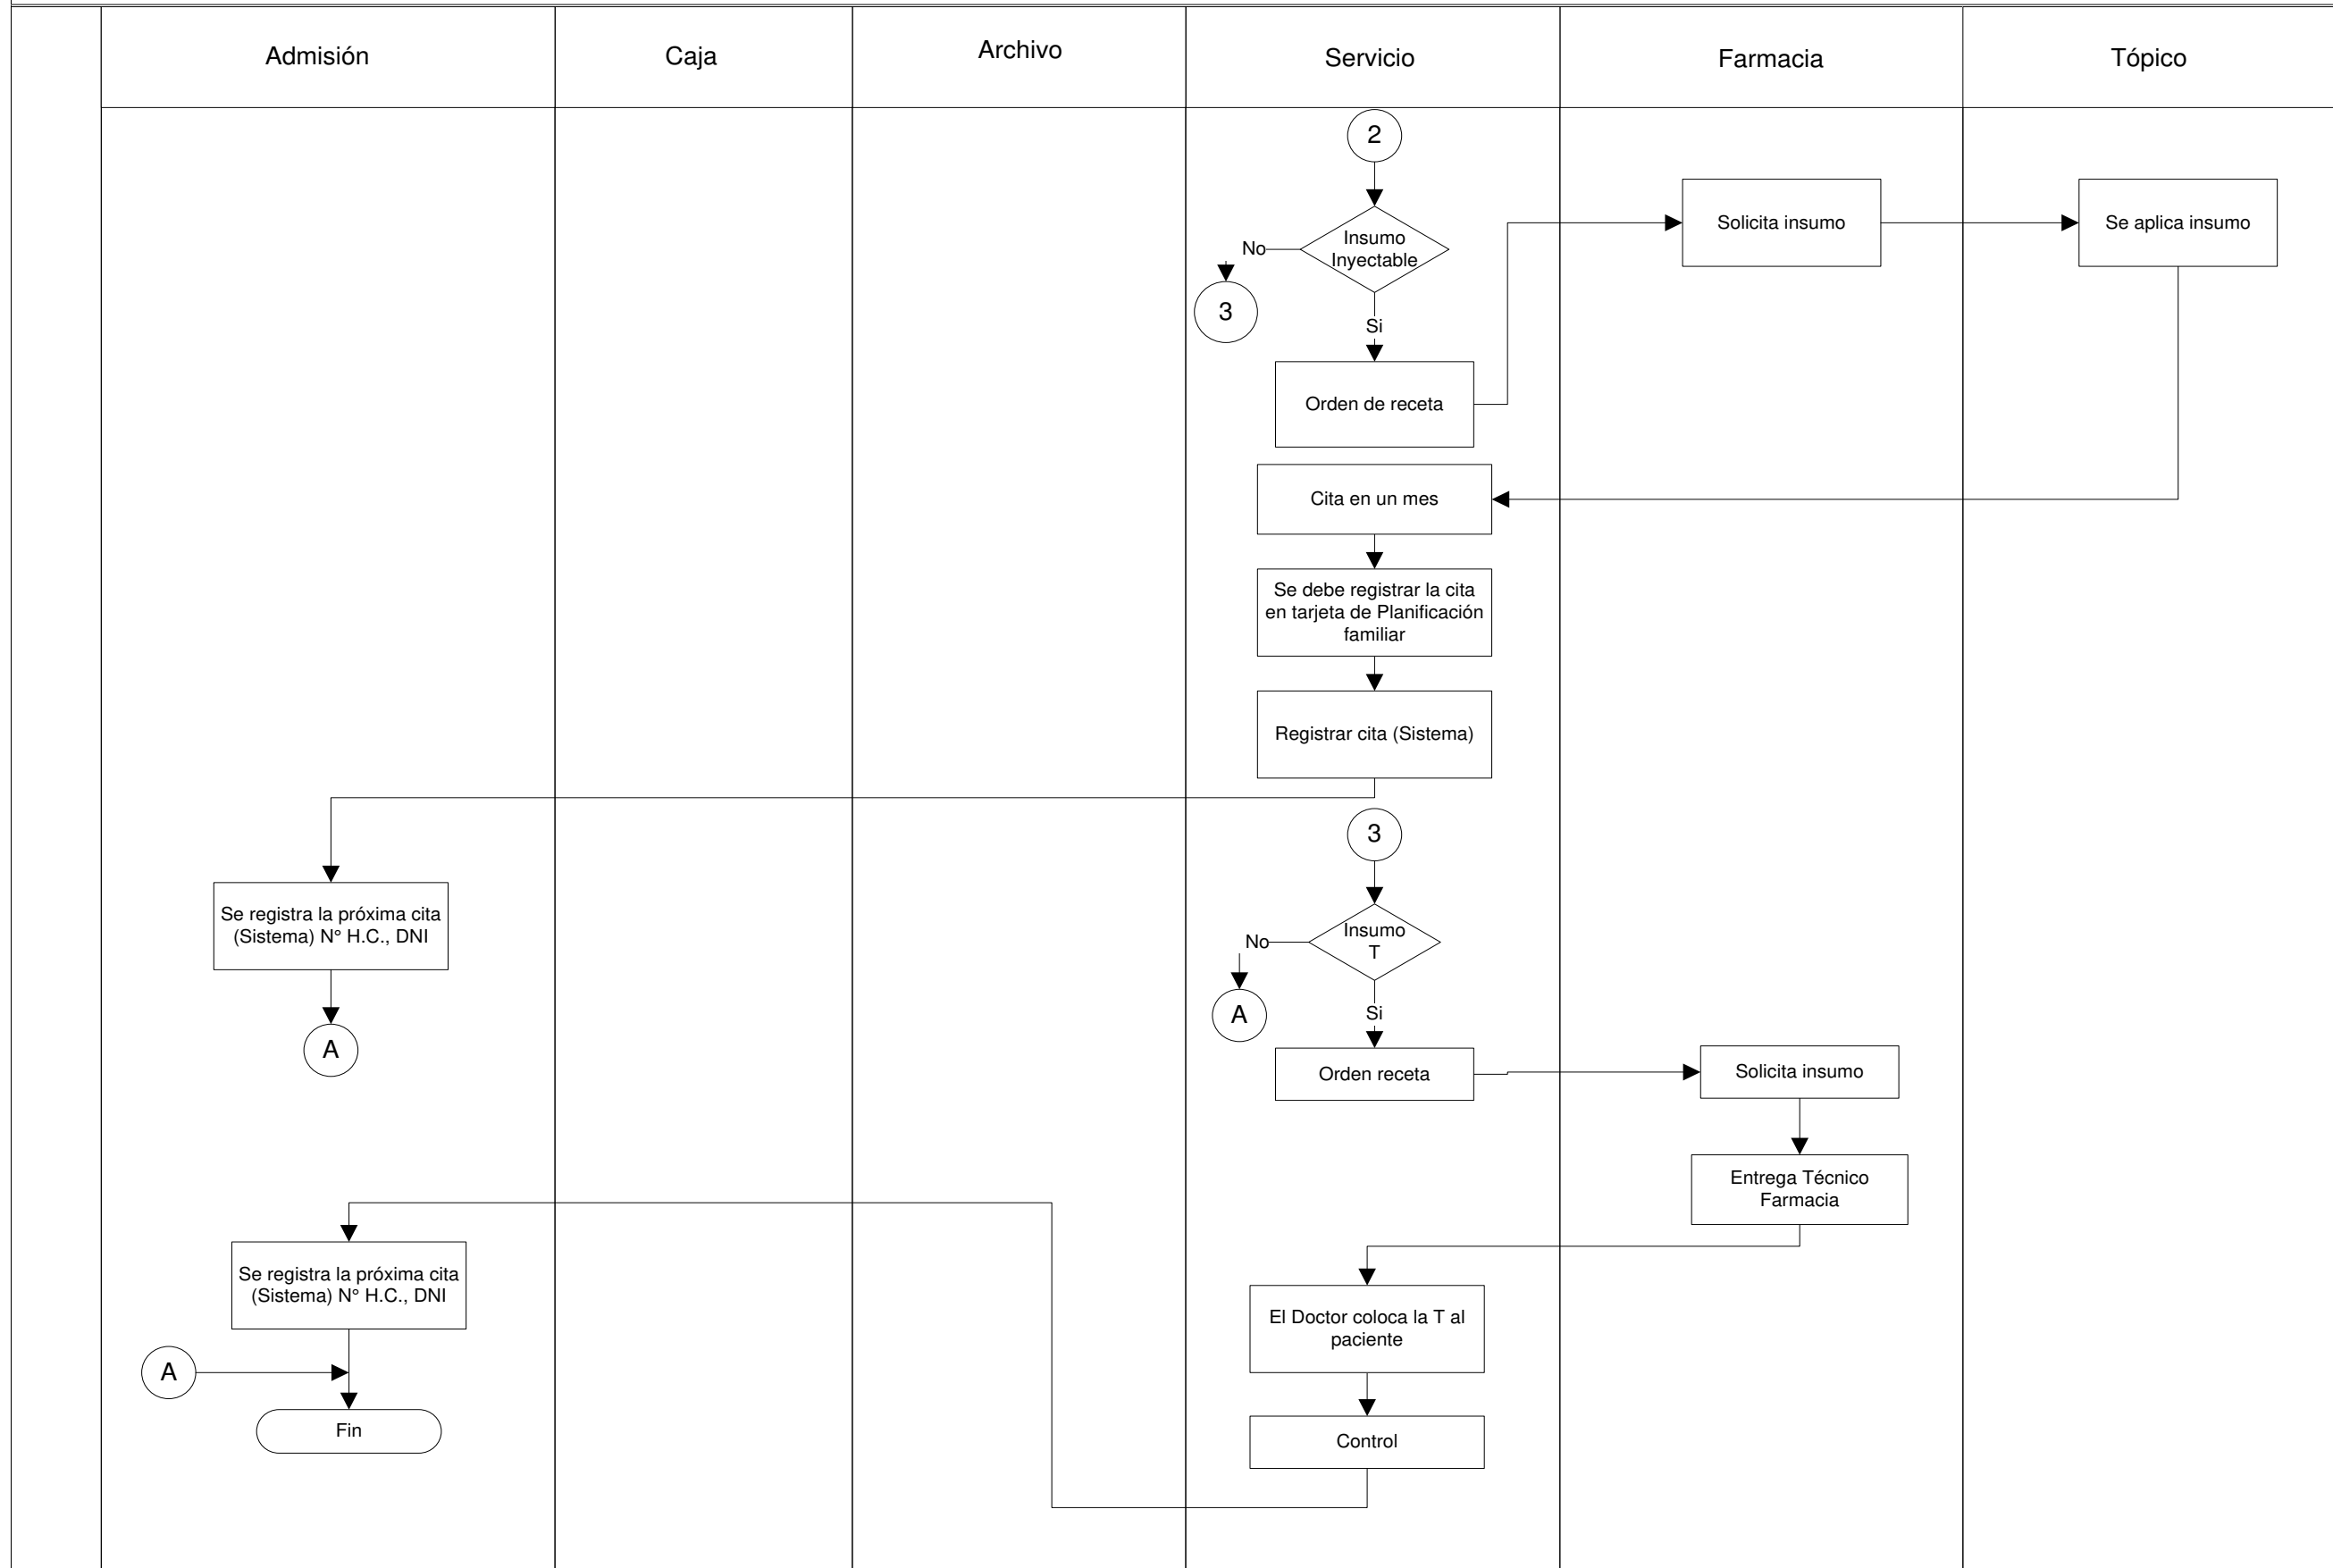 Admisión
Caja
Archivo
Servicio
Farmacia
Tópico
2
Insumo
Inyectable
No
3
Si
Solicita insumo
Se aplica insumo
Orden de receta
Cita en un mes
Se debe registrar la cita
en tarjeta de Planificación
familiar
Registrar cita (Sistema)
3
Se registra la próxima cita
(Sistema) N° H.C., DNI
A
Insumo
T
No
A
Si
Orden receta
Solicita insumo
Entrega Técnico
Farmacia
Se registra la próxima cita
(Sistema) N° H.C., DNI
El Doctor coloca la T al
paciente
A
Fin
Control